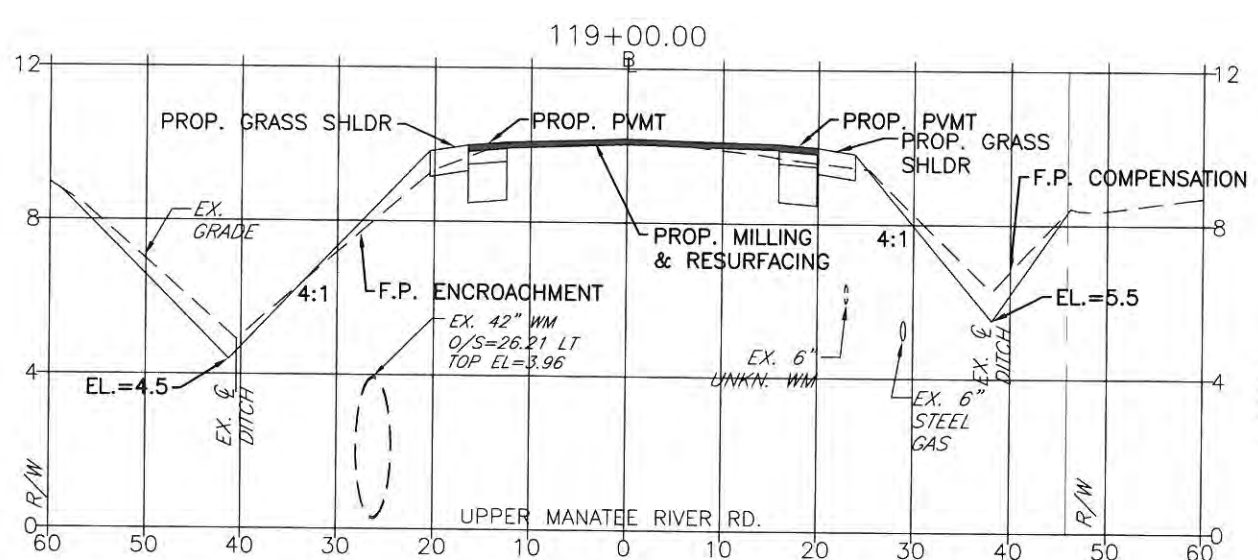 119+00.00
℄
12
12
PROP. GRASS SHLDR
PROP. PVMT
PROP. PVMT
PROP. GRASS
SHLDR
F.P. COMPENSATION
8
8
EX.
GRADE
PROP. MILLING
& RESURFACING
4:1
4:1
F.P. ENCROACHMENT
EX. 42" WM
O/S=26.21 LT
TOP EL=3.96
EL.=5.5
EX. 6"
UNKN. WM
EX. ℄
DITCH
4
4
EL.=4.5
EX. 6"
STEEL
GAS
EX. ℄
DITCH
R/W
R/W
UPPER MANATEE RIVER RD.
0
0
60 50 40 30 20 10 0 10 20 30 40 50 60